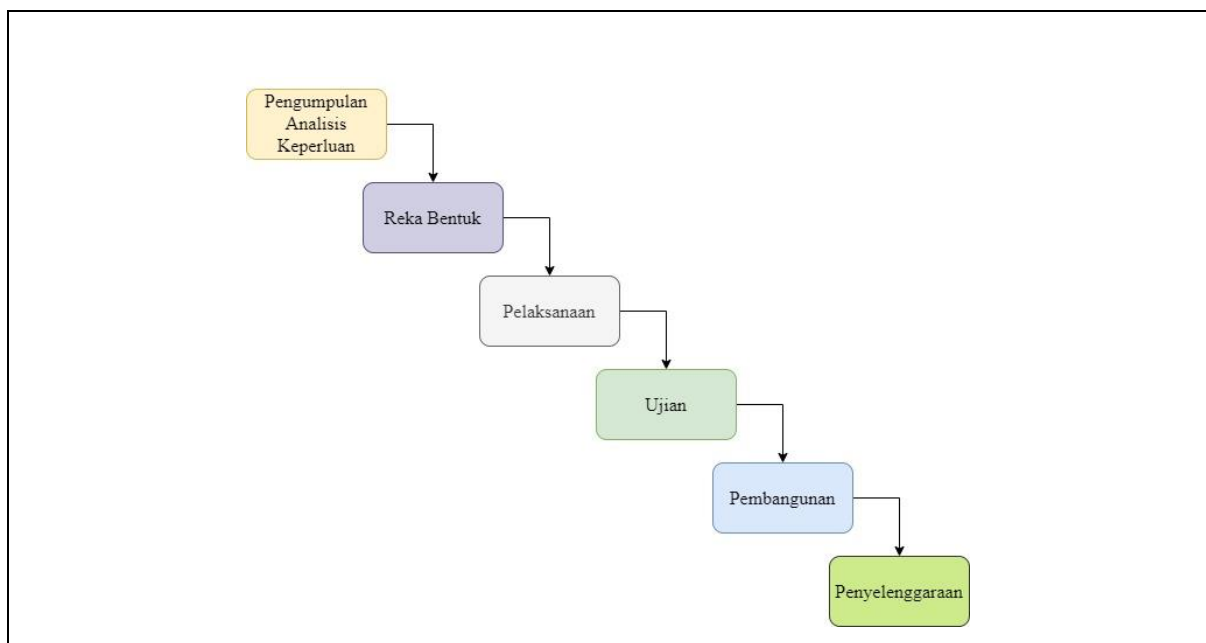 Pengumpulan
Analisis
Keperluan
Reka Bentuk
Pelaksanaan
Ujian
Pembangunan
Penyelenggaraan